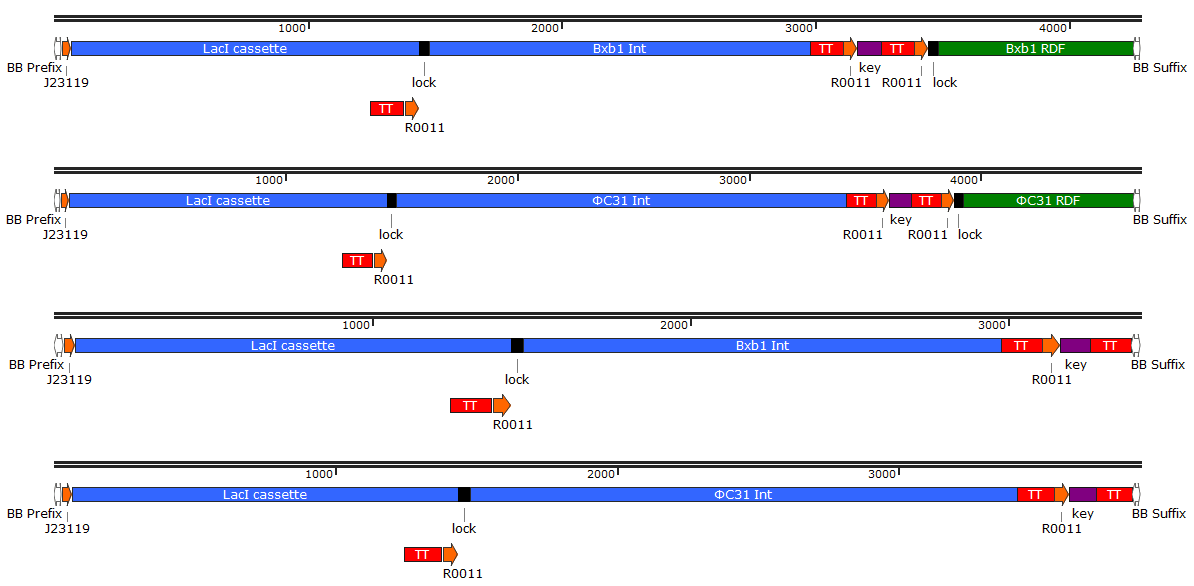 1000 2000 3000 4000
LacI cassette Bxb1 Int TT TT Bxb1 RDF
BB Prefix key BB Suffix
J23119 lock R0011 R0011 lock
TT
R0011
1000 2000 3000 4000
LacI cassette ΦC31 Int TT TT ΦC31 RDF
BB Prefix key BB Suffix
J23119 lock R0011 R0011 lock
TT
R0011
1000 2000 3000
LacI cassette Bxb1 Int TT TT
BB Prefix key BB Suffix
J23119 lock R0011
TT
R0011
1000 2000 3000
LacI cassette ΦC31 Int TT TT
BB Prefix key BB Suffix
J23119 lock R0011
TT
R0011